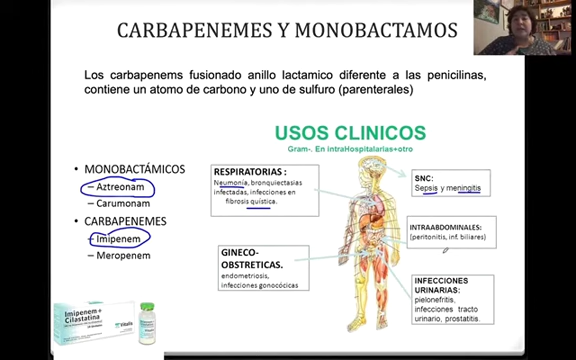 CARBAPENEMES Y MONOBACTAMOS
Los carbapenems fusionado anillo lactamico diferente a las penicilinas,
contiene un atomo de carbono y uno de sulfuro (parenterales)
USOS CLINICOS
Gram-. En intraHospitalarias+otro
• MONOBACTÁMICOS
– Aztreonam
– Carumonam
• CARBAPENEMES
– Imipenem
– Meropenem
RESPIRATORIAS :
Neumonía, bronquiectasias
infectadas, infecciones en
fibrosis quística.
GINECO-
OBSTRETICAS.
endometriosis,
infecciones gonocócicas
SNC:
Sepsis y meningitis
INTRAABDOMINALES:
(peritonitis, inf. biliares)
INFECCIONES
URINARIAS:
pielonefritis,
infecciones tracto
urinario, prostatitis.
Imipenem +
Cilastatina
Vitalis